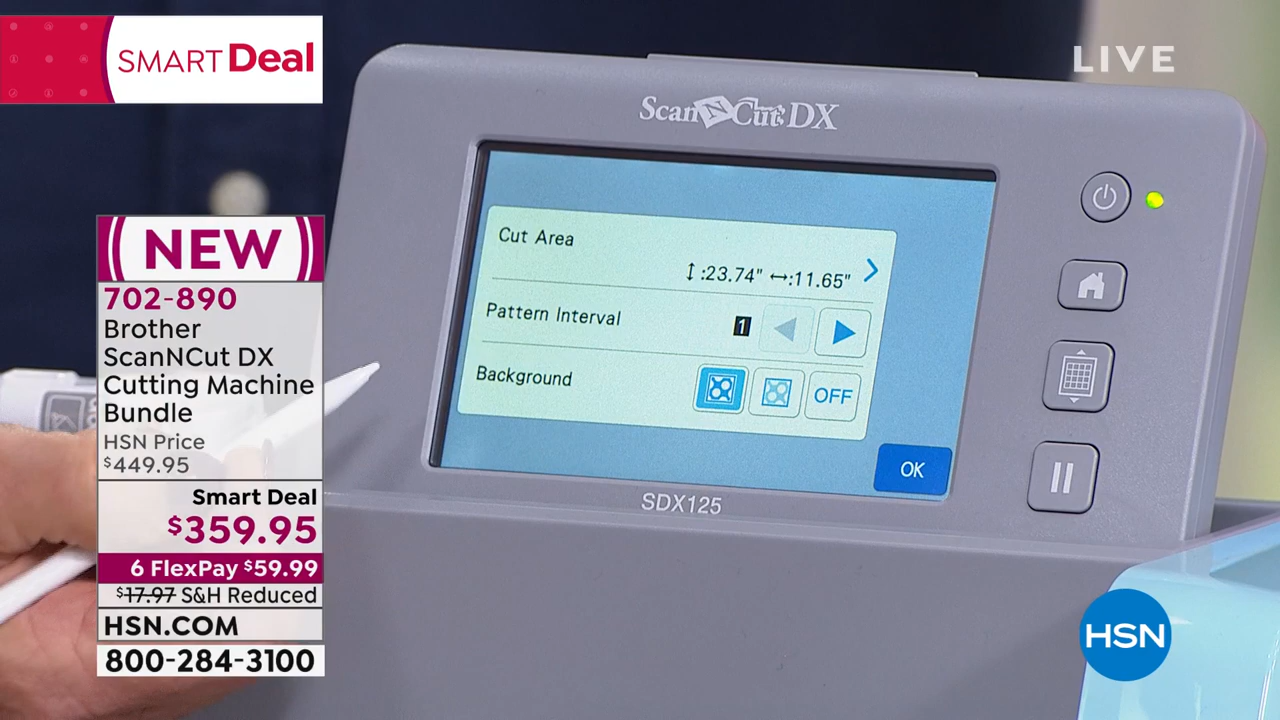 SMART Deal
LIVE
ScanNCut DX
NEW
702-890
Brother
ScanNCut DX
Cutting Machine
Bundle
HSN Price
$449.95
Smart Deal
$359.95
6 FlexPay $59.99
$17.97 S&H Reduced
HSN.COM
800-284-3100
Cut Area
↕:23.74" ↔:11.65"
Pattern Interval
1
Background
OFF
OK
SDX125
HSN